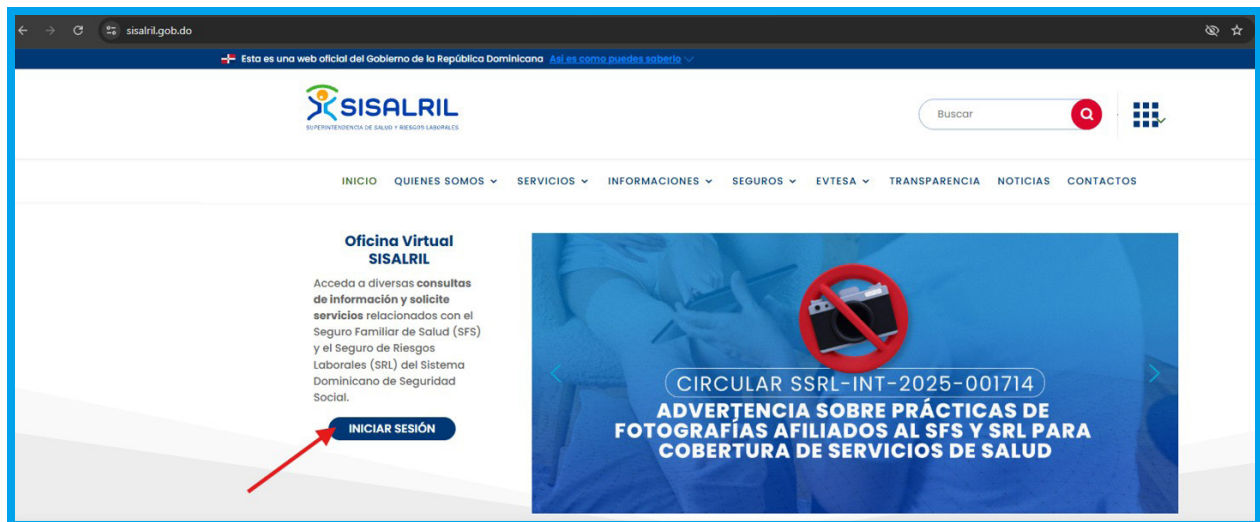 sisalril.gob.do
Esta es una web oficial del Gobierno de la República Dominicana Así es como puedes saberlo
SISALRIL
SUPERINTENDENCIA DE SALUD Y RIESGOS LABORALES
Buscar
INICIO QUIENES SOMOS SERVICIOS INFORMACIONES SEGUROS EVTESA TRANSPARENCIA NOTICIAS CONTACTOS
Oficina Virtual
SISALRIL
Acceda a diversas consultas
de información y solicite
servicios relacionados con el
Seguro Familiar de Salud (SFS)
y el Seguro de Riesgos
Laborales (SRL) del Sistema
Dominicano de Seguridad
Social.
INICIAR SESIÓN
CIRCULAR SSRL-INT-2025-001714
ADVERTENCIA SOBRE PRÁCTICAS DE
FOTOGRAFÍAS AFILIADOS AL SFS Y SRL PARA
COBERTURA DE SERVICIOS DE SALUD